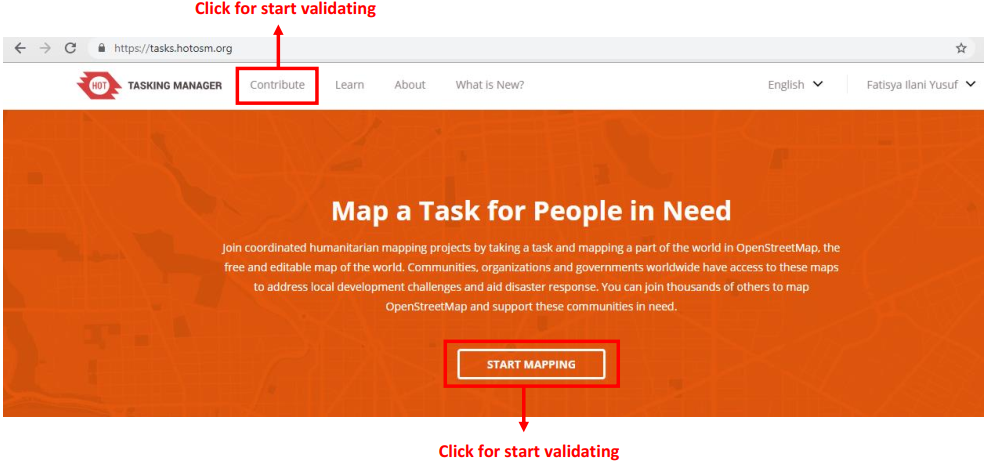 Click for start validating
https://tasks.hotosm.org
HOT TASKING MANAGER Contribute Learn About What is New? English Fatisya Ilani Yusuf
Map a Task for People in Need
Join coordinated humanitarian mapping projects by taking a task and mapping a part of the world in OpenStreetMap, the
free and editable map of the world. Communities, organizations and governments worldwide have access to these maps
to address local development challenges and aid disaster response. You can join thousands of others to map
OpenStreetMap and support these communities in need.
START MAPPING
Click for start validating